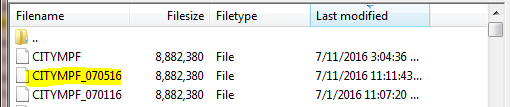 Filename Filesize Filetype Last modified
..
CITYMPF 8,882,380 File 7/11/2016 3:04:36 ...
CITYMPF_070516 8,882,380 File 7/11/2016 11:11:43...
CITYMPF_070116 8,882,380 File 7/1/2016 11:07:20 ...